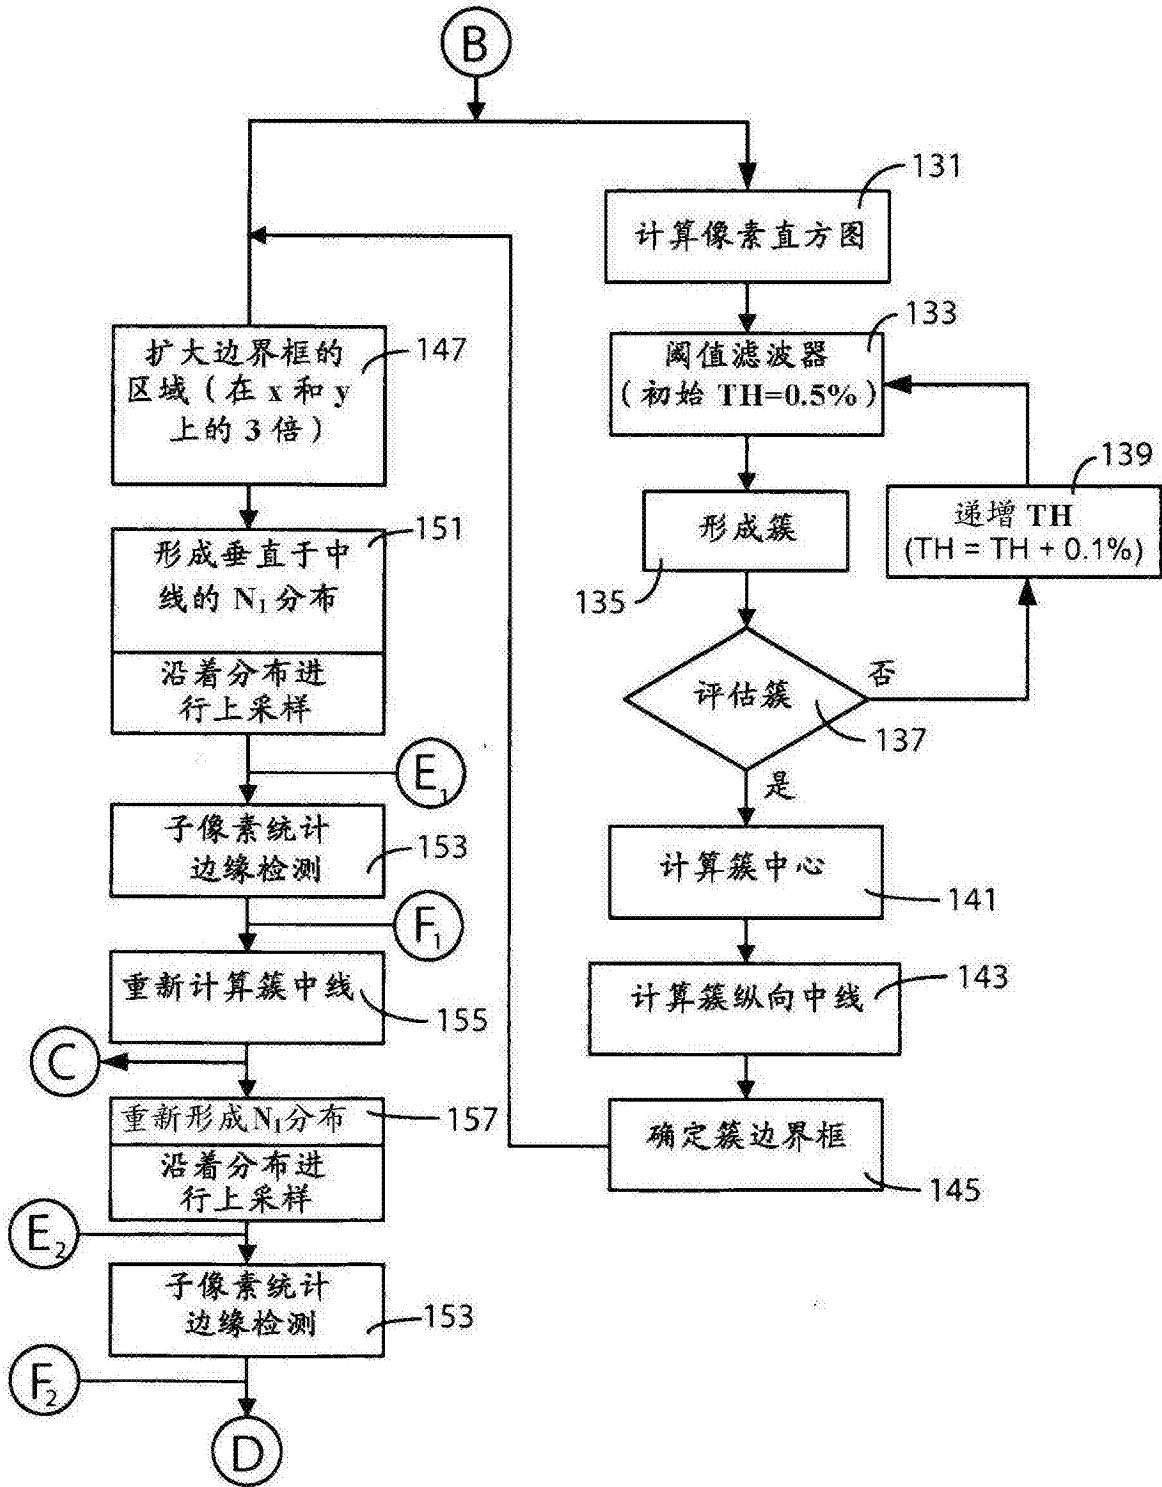 B
131
计算像素直方图
133
阈值滤波器
（初始 TH=0.5%）
139
递增 TH
(TH = TH + 0.1%)
形成簇
135
评估簇
否
137
是
计算簇中心
141
计算簇纵向中线
143
确定簇边界框
145
扩大边界框的
区域（在 x 和 y
上的 3 倍）
147
151
形成垂直于中
线的 N₁ 分布
沿着分布进
行上采样
E₁
子像素统计
边缘检测
153
F₁
重新计算簇中线
155
C
重新形成N₁分布
157
沿着分布进
行上采样
E₂
子像素统计
边缘检测
153
F₂
D